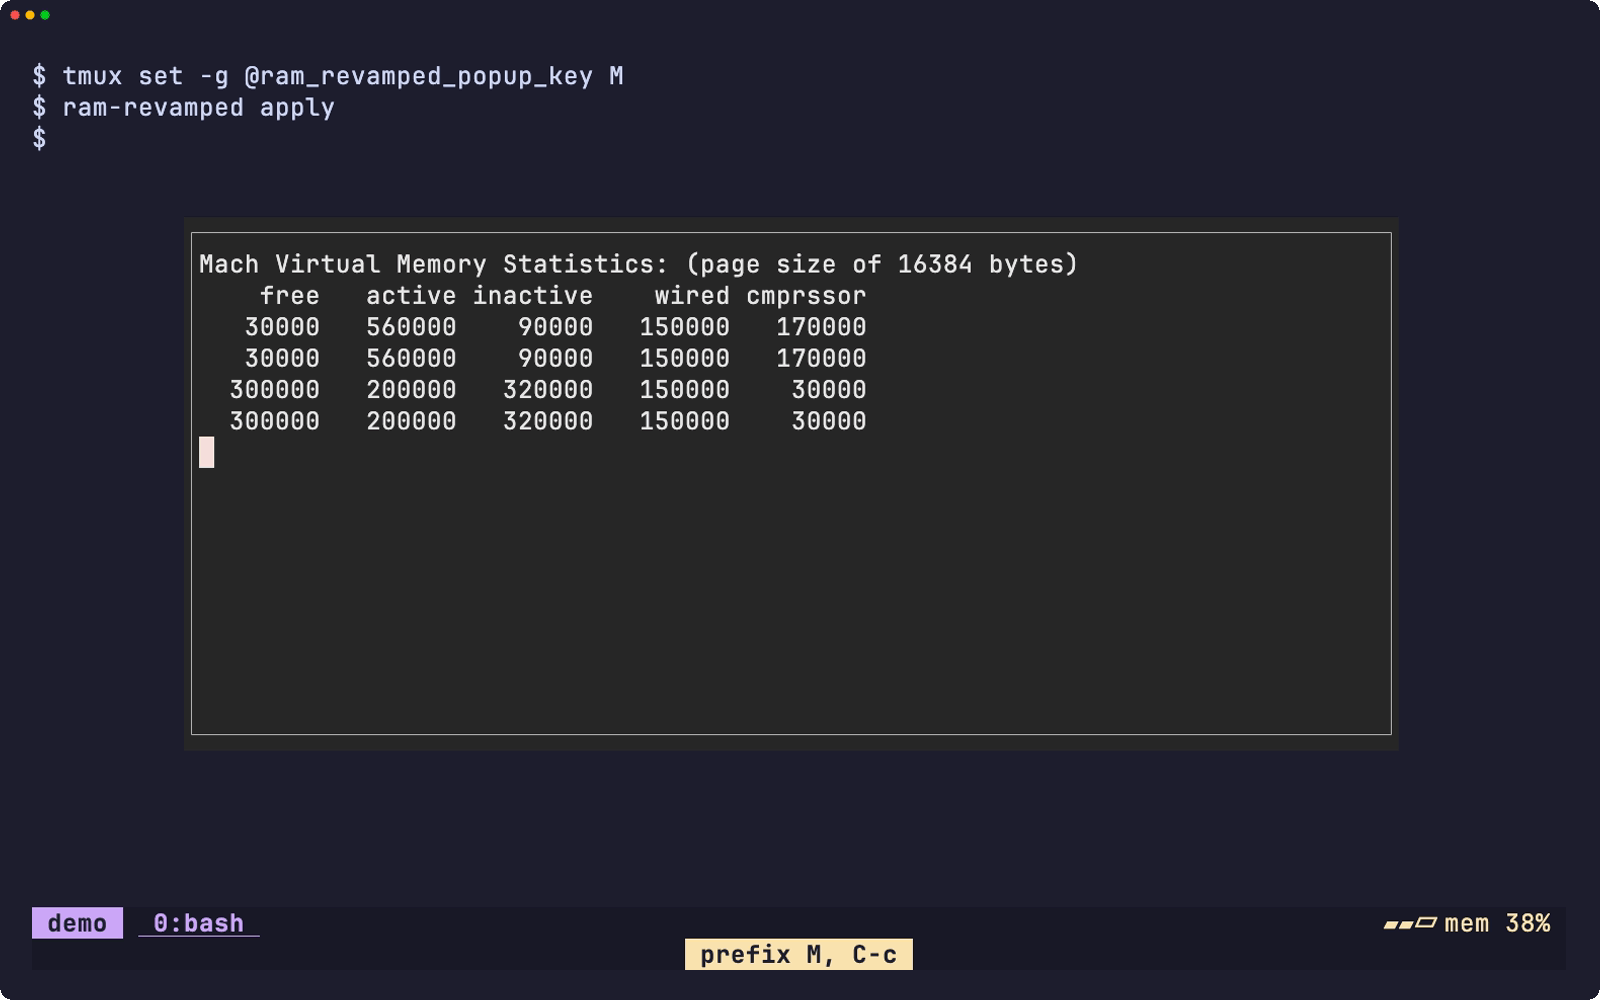 $ tmux set -g @ram_revamped_popup_key M
$ ram-revamped apply
$
Mach Virtual Memory Statistics: (page size of 16384 bytes)
free active inactive wired cmprssor
30000 560000 90000 150000 170000
30000 560000 90000 150000 170000
300000 200000 320000 150000 30000
300000 200000 320000 150000 30000
demo 0:bash ▰▰▱ mem 38%
prefix M, C-c